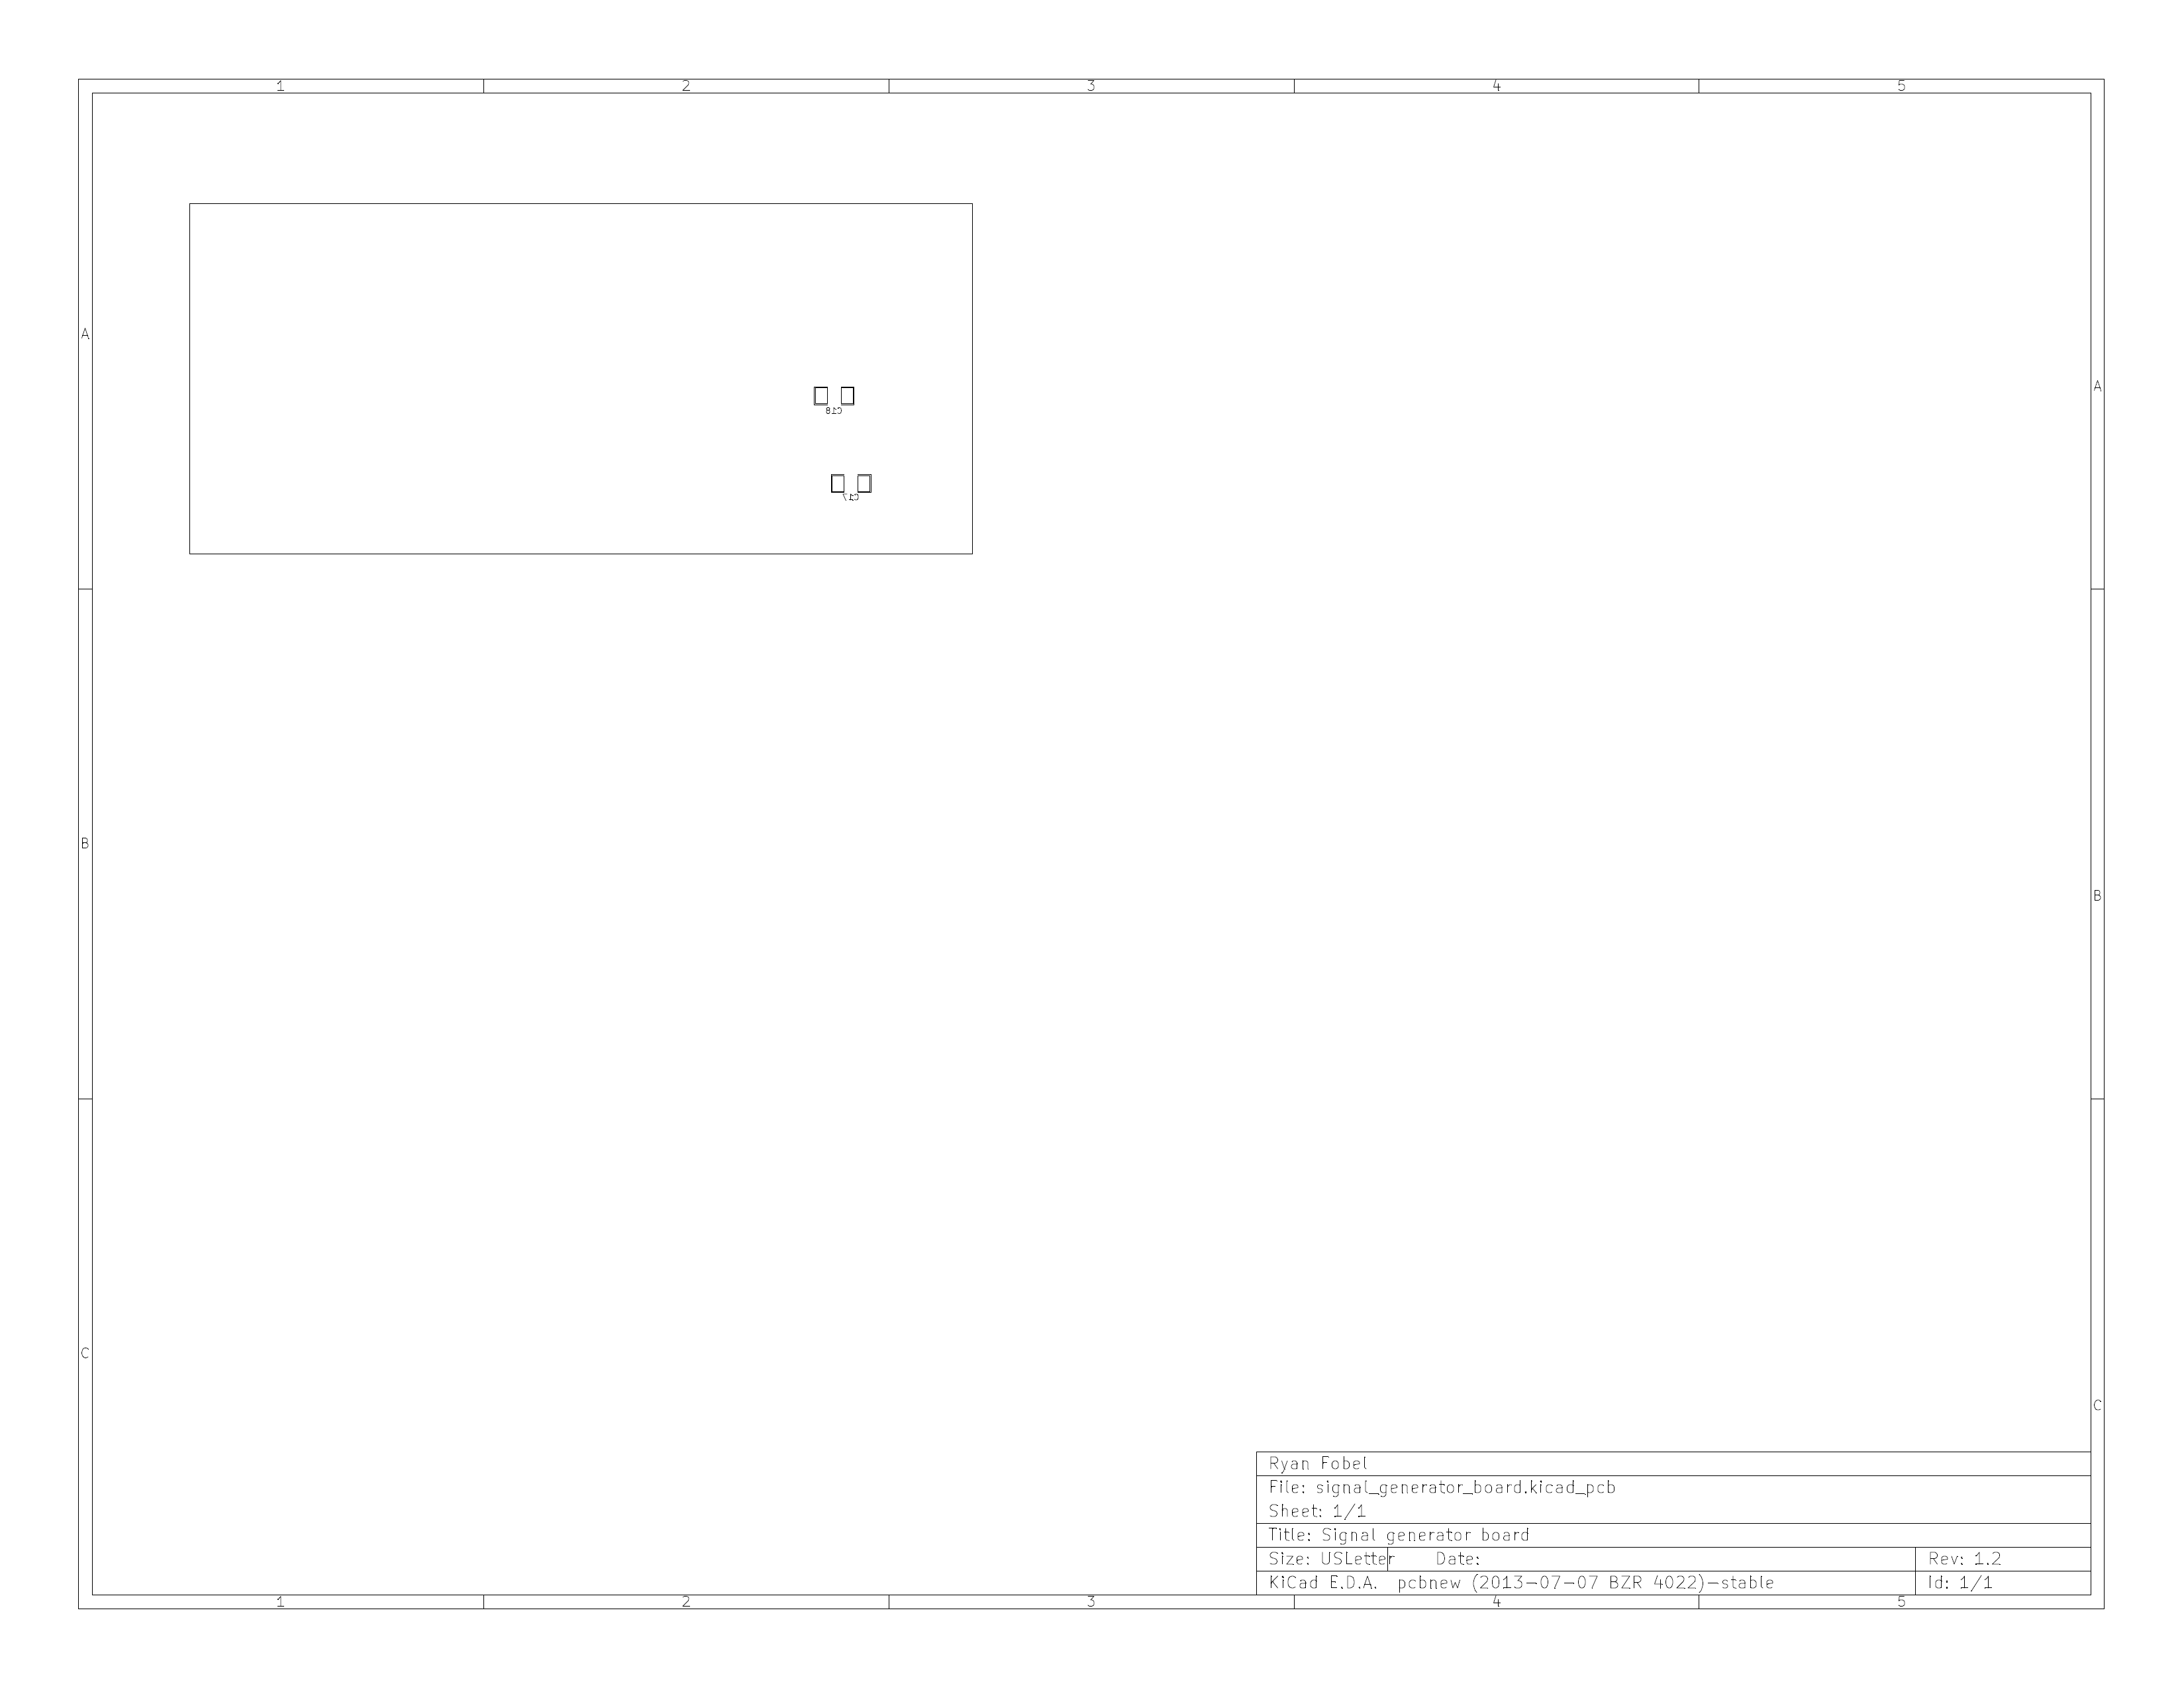 1 2 3 4 5
A
A
C18
C17
B
B
C
C
Ryan Fobel
File: signal_generator_board.kicad_pcb
Sheet: 1/1
Title: Signal generator board
Size: USLetter Date: Rev: 1.2
KiCad E.D.A. pcbnew (2013-07-07 BZR 4022)-stable Id: 1/1
1 2 3 4 5